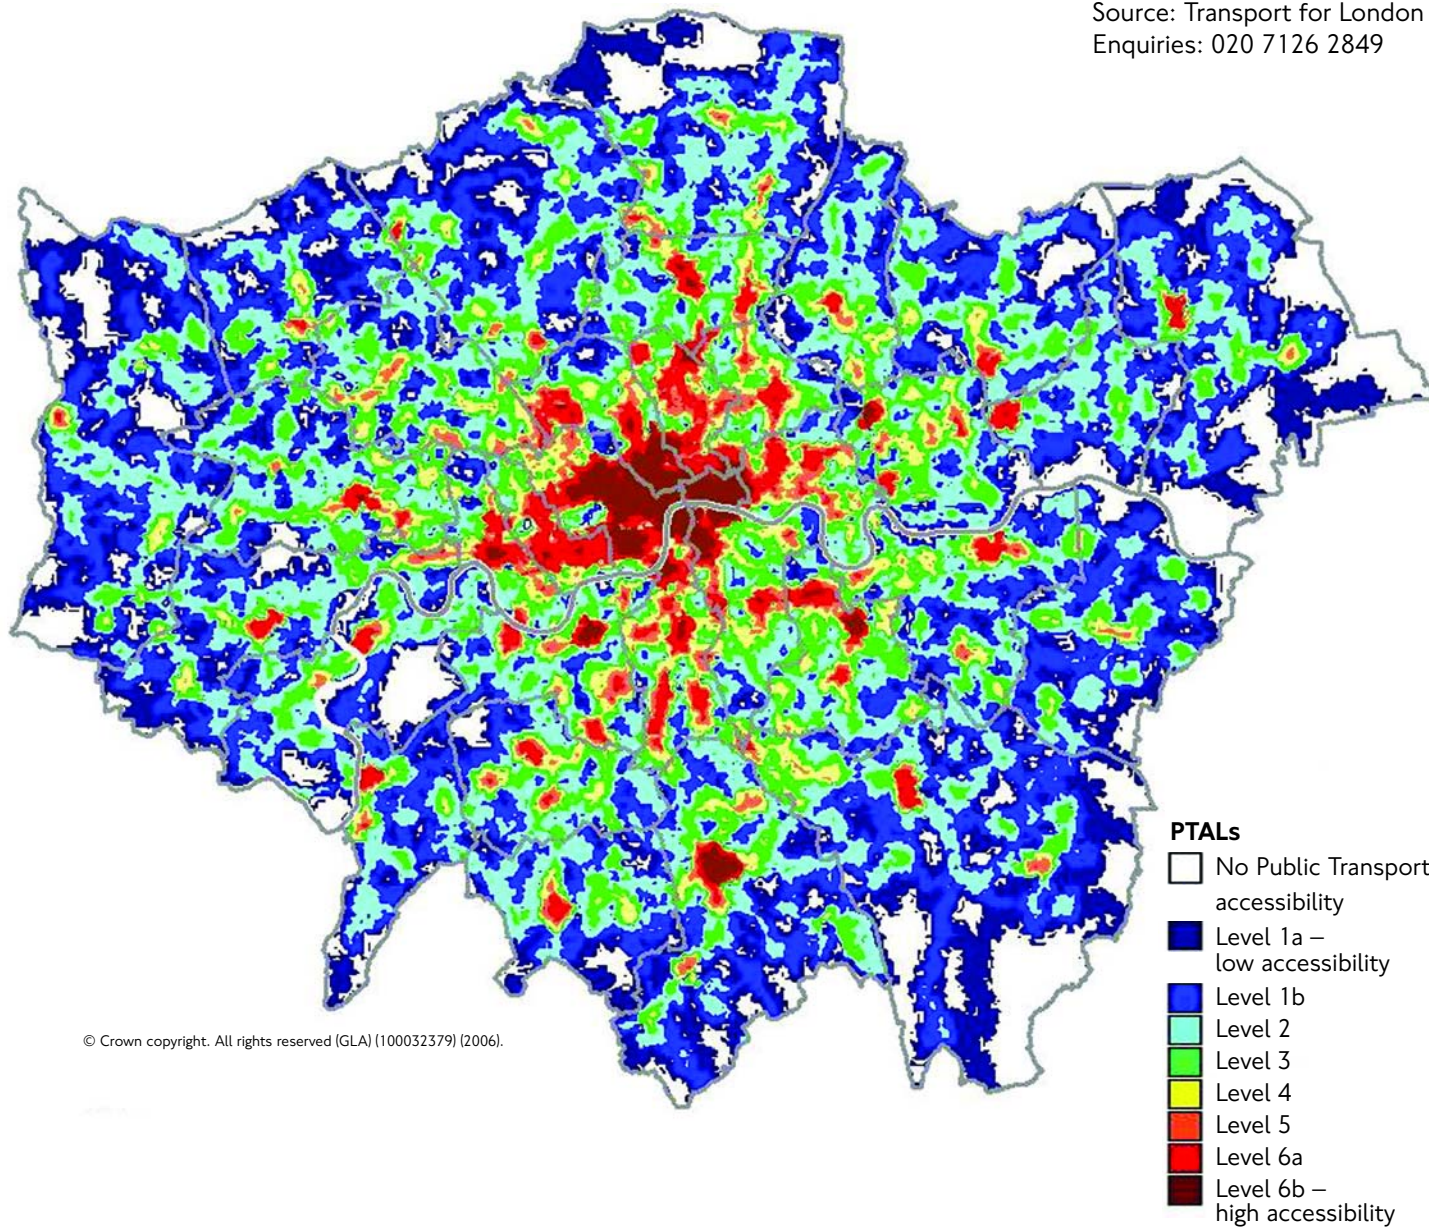 Source: Transport for London
Enquiries: 020 7126 2849
PTALs
No Public Transport
accessibility
Level 1a –
low accessibility
Level 1b
Level 2
Level 3
Level 4
Level 5
Level 6a
Level 6b –
high accessibility
© Crown copyright. All rights reserved (GLA) (100032379) (2006).